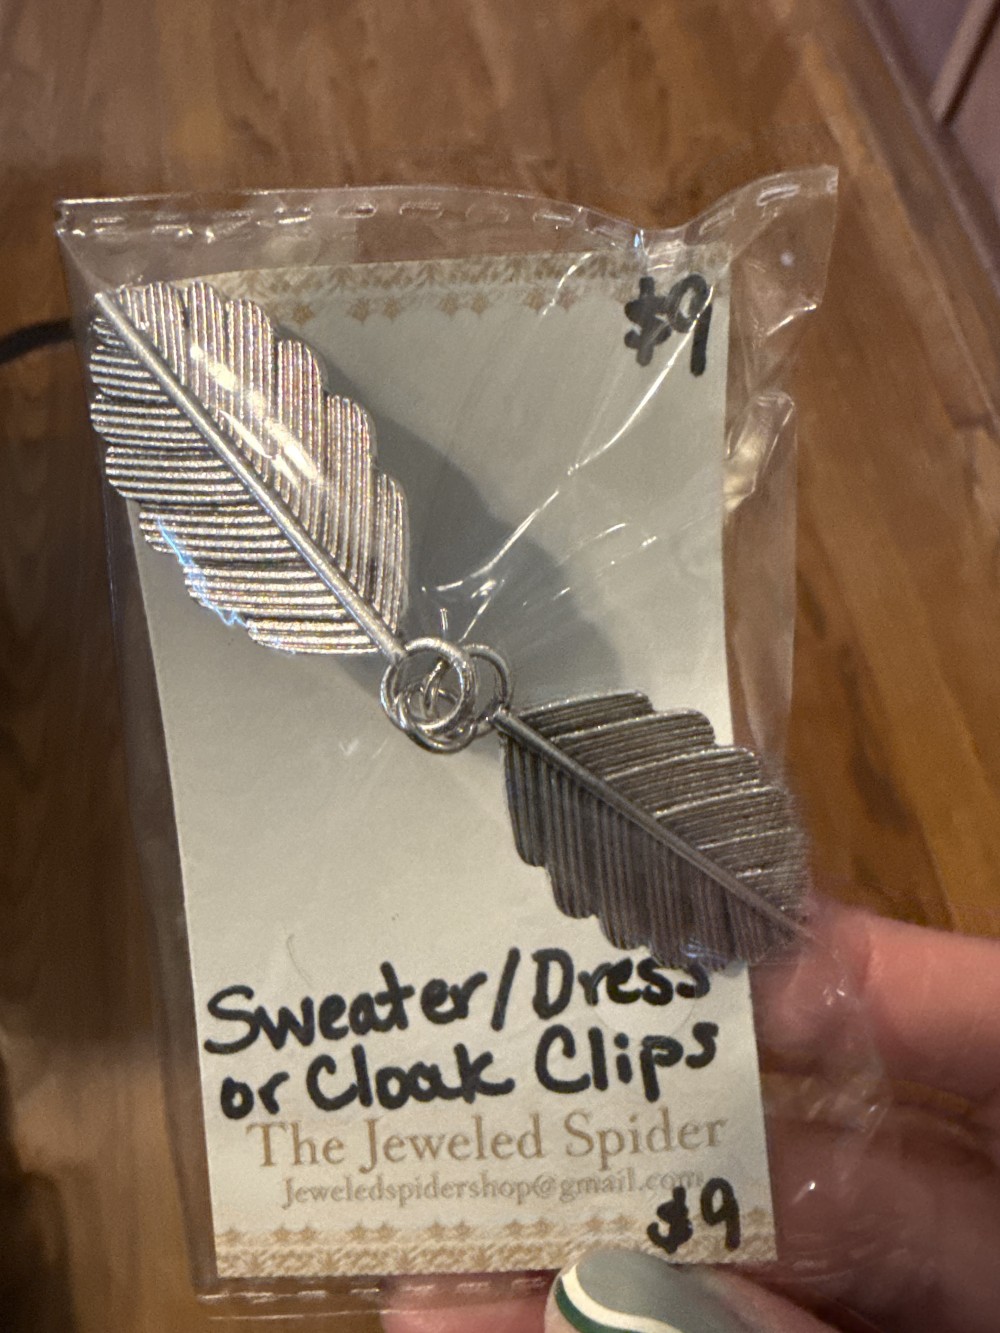 $9
Sweater/Dress
or Cloak Clips
The Jeweled Spider
Jeweledspidershop@gmail.com
$9